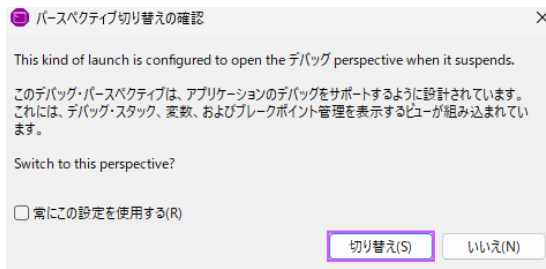 パースペクティブ切り替えの確認
This kind of launch is configured to open the デバッグ perspective when it suspends.
このデバッグ・パースペクティブは、アプリケーションのデバッグをサポートするように設計されています。
これには、デバッグ・スタック、変数、およびブレークポイント管理を表示するビューが組み込まれてい
ます。
Switch to this perspective?
常にこの設定を使用する(R)
切り替え(S)
いいえ(N)